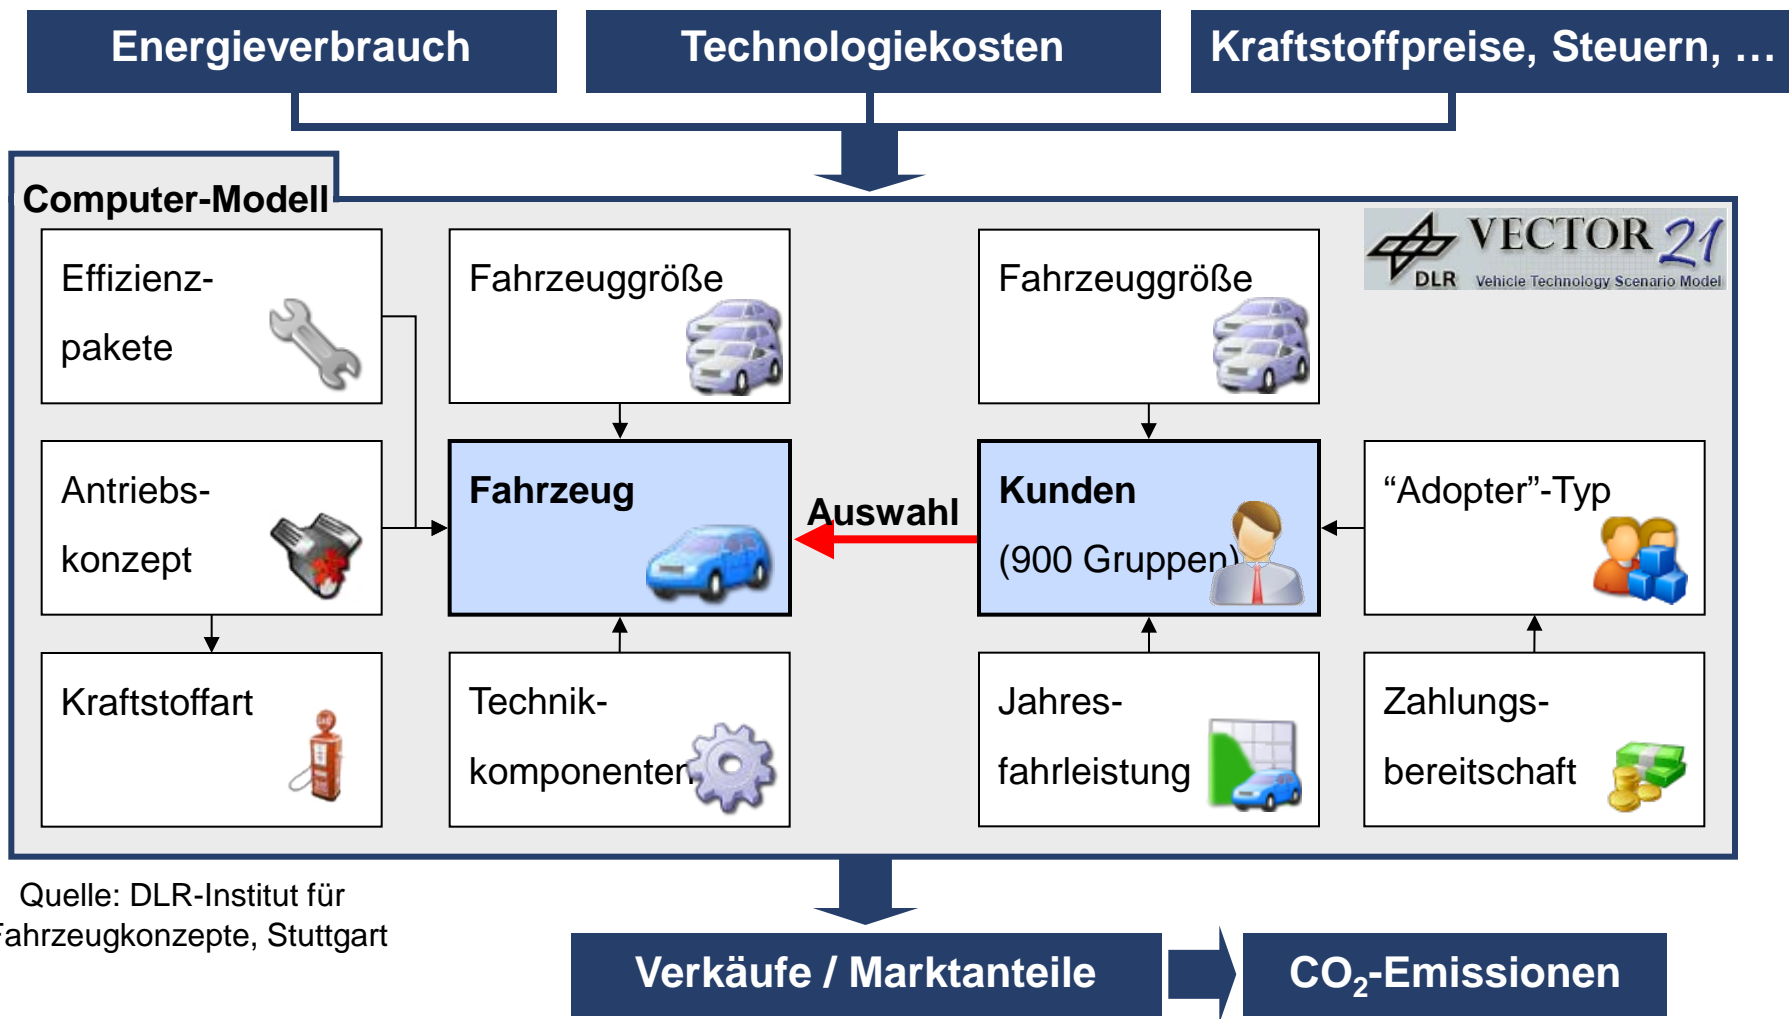 Energieverbrauch
Technologiekosten
Kraftstoffpreise, Steuern, …
Computer-Modell
VECTOR 21
DLR Vehicle Technology Scenario Model
Effizienz-
pakete
Fahrzeuggröße
Fahrzeuggröße
Antriebs-
konzept
Fahrzeug
Auswahl
Kunden
(900 Gruppen)
“Adopter”-Typ
Kraftstoffart
Technik-
komponenten
Jahres-
fahrleistung
Zahlungs-
bereitschaft
Quelle: DLR-Institut für
Fahrzeugkonzepte, Stuttgart
Verkäufe / Marktanteile
CO₂-Emissionen